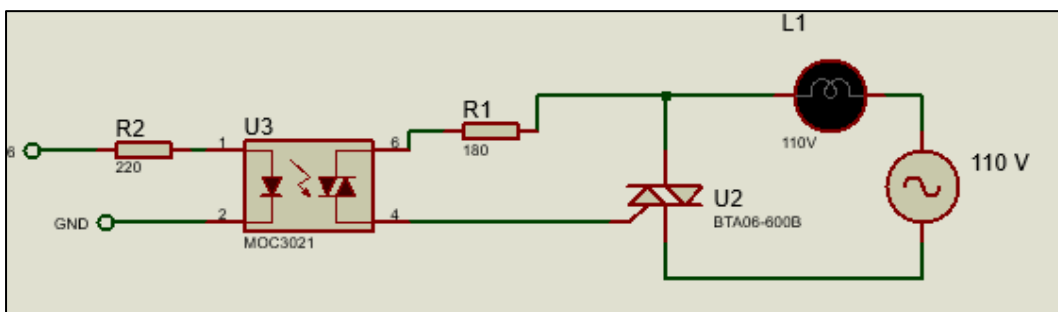 L1
R1
180
110V
110 V
R2
220
U3
1
6
6
GND
2
4
MOC3021
U2
BTA06-600B